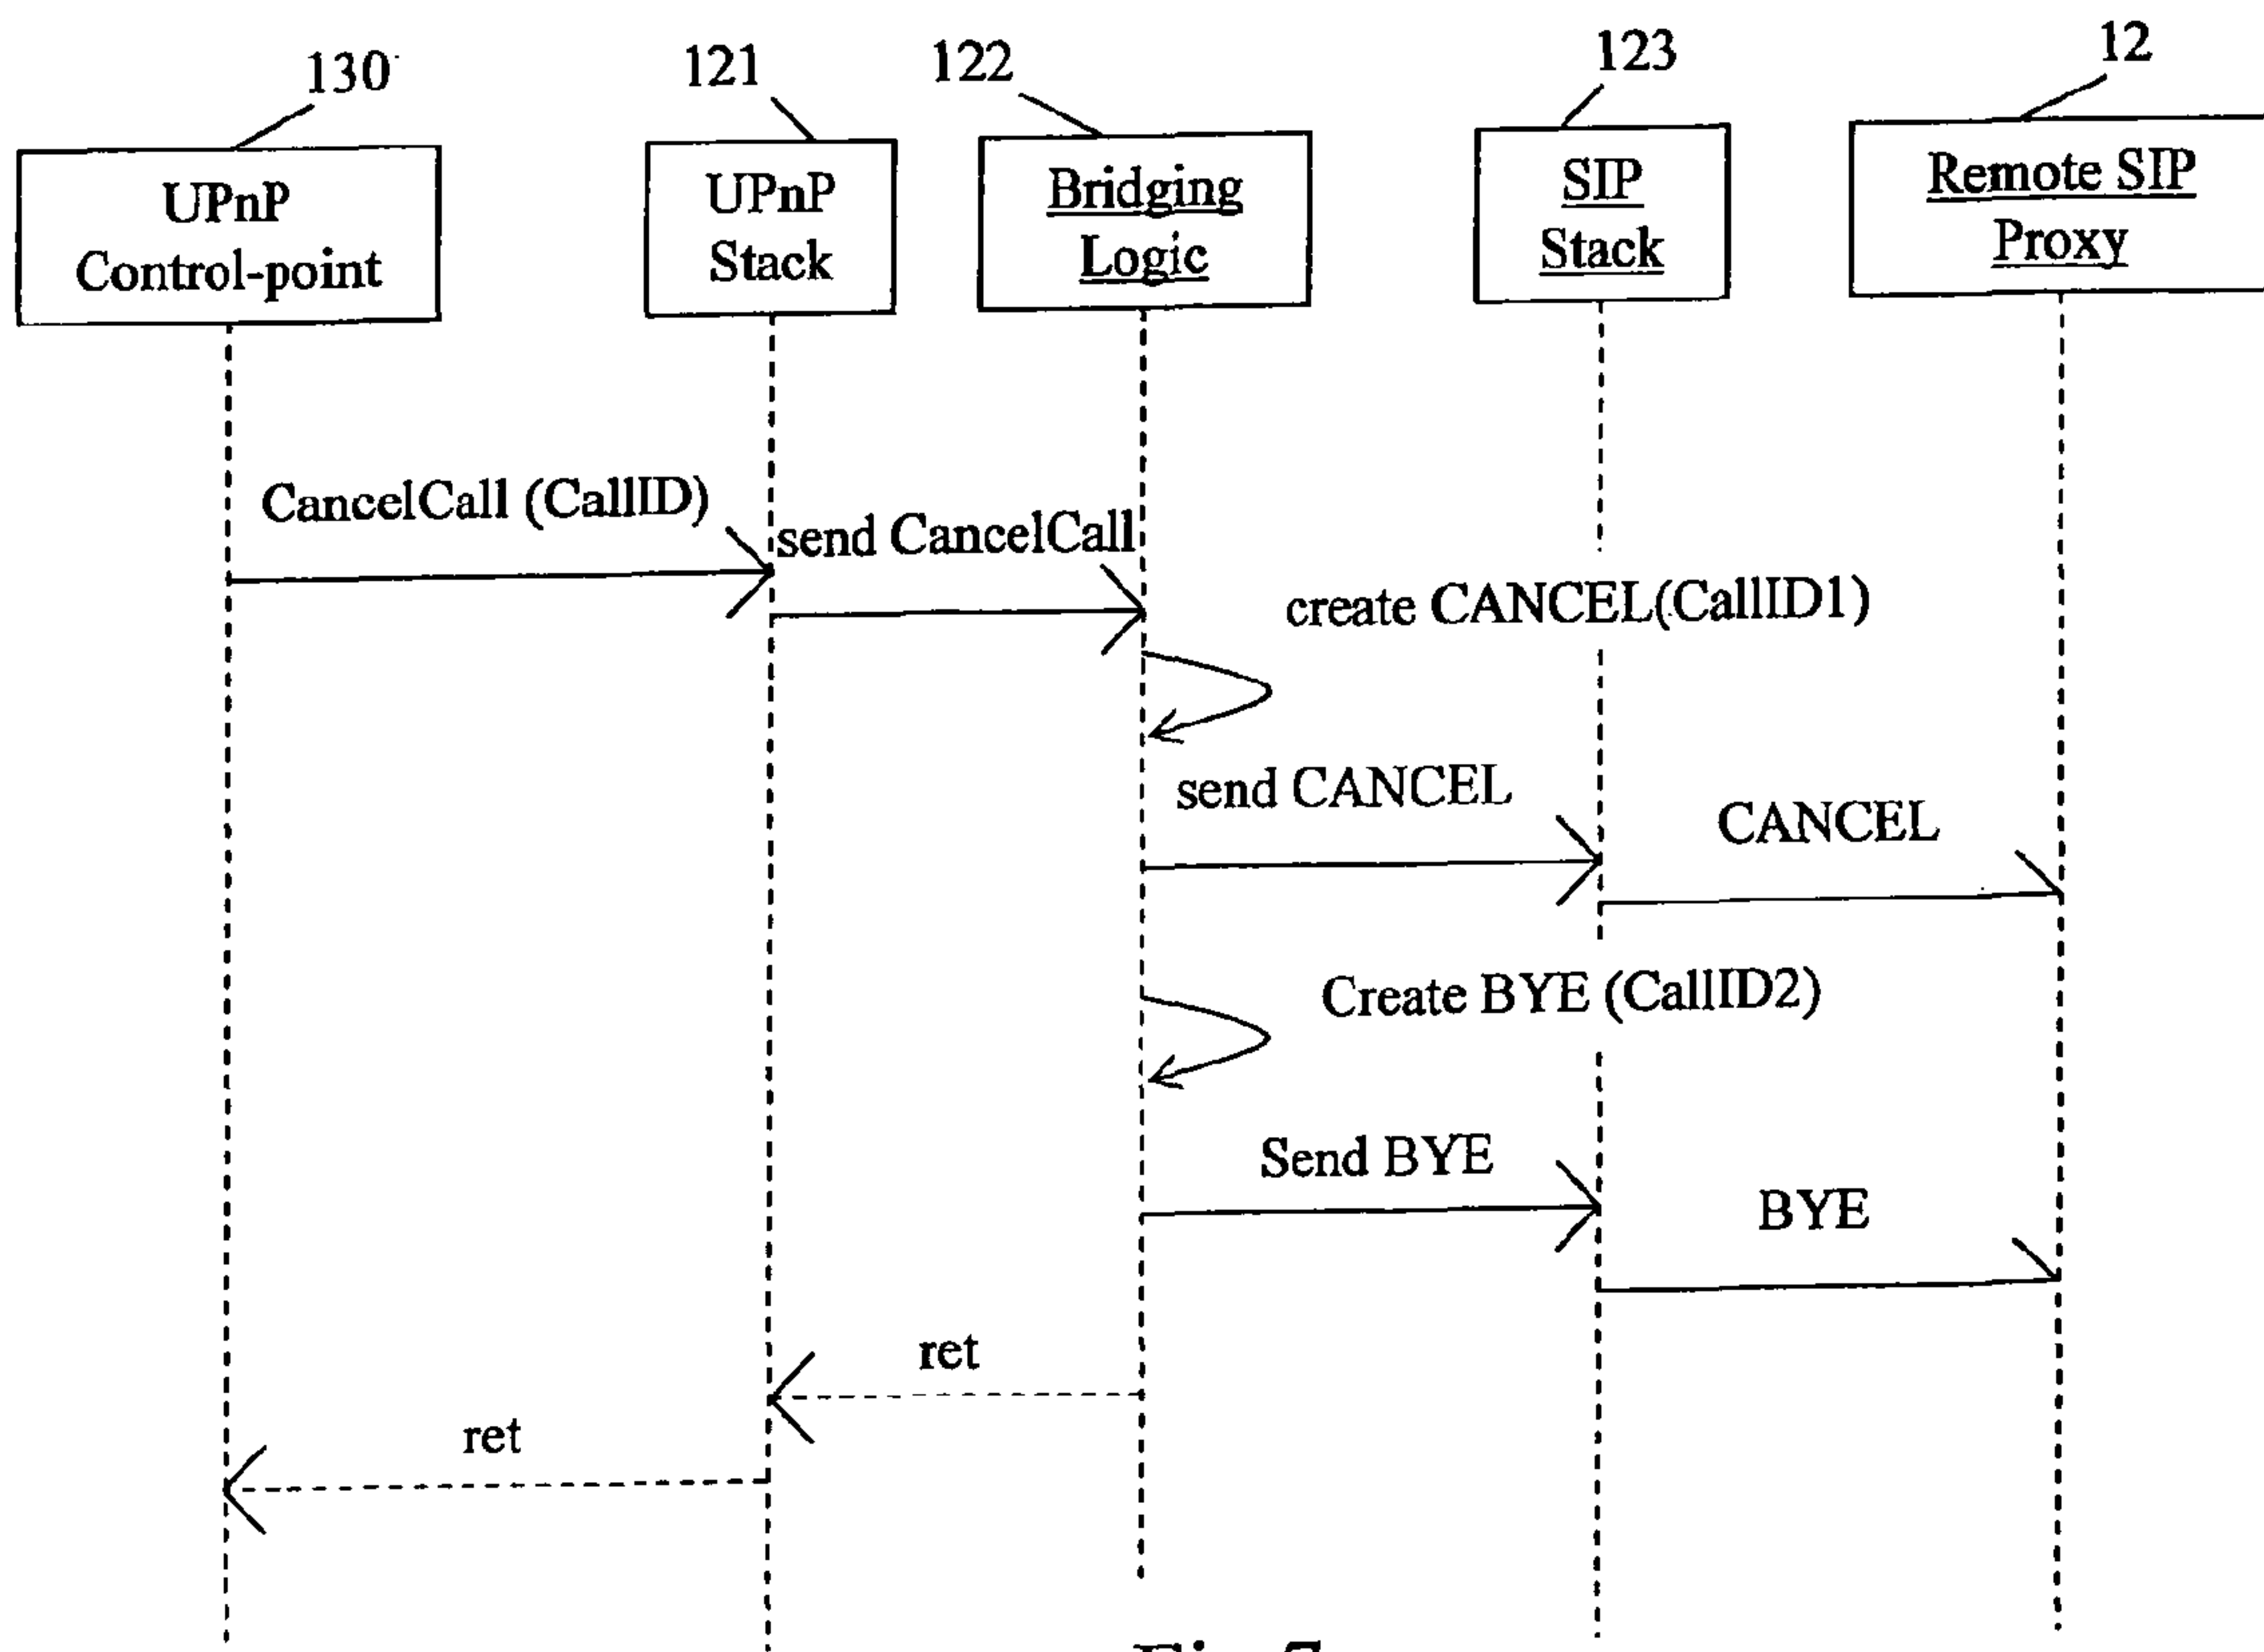 130
121
122
123
12
UPnP
Control-point
UPnP
Stack
Bridging
Logic
SIP
Stack
Remote SIP
Proxy
CancelCall (CallID)
send CancelCall
create CANCEL(CallID1)
send CANCEL
CANCEL
Create BYE (CallID2)
Send BYE
BYE
ret
ret